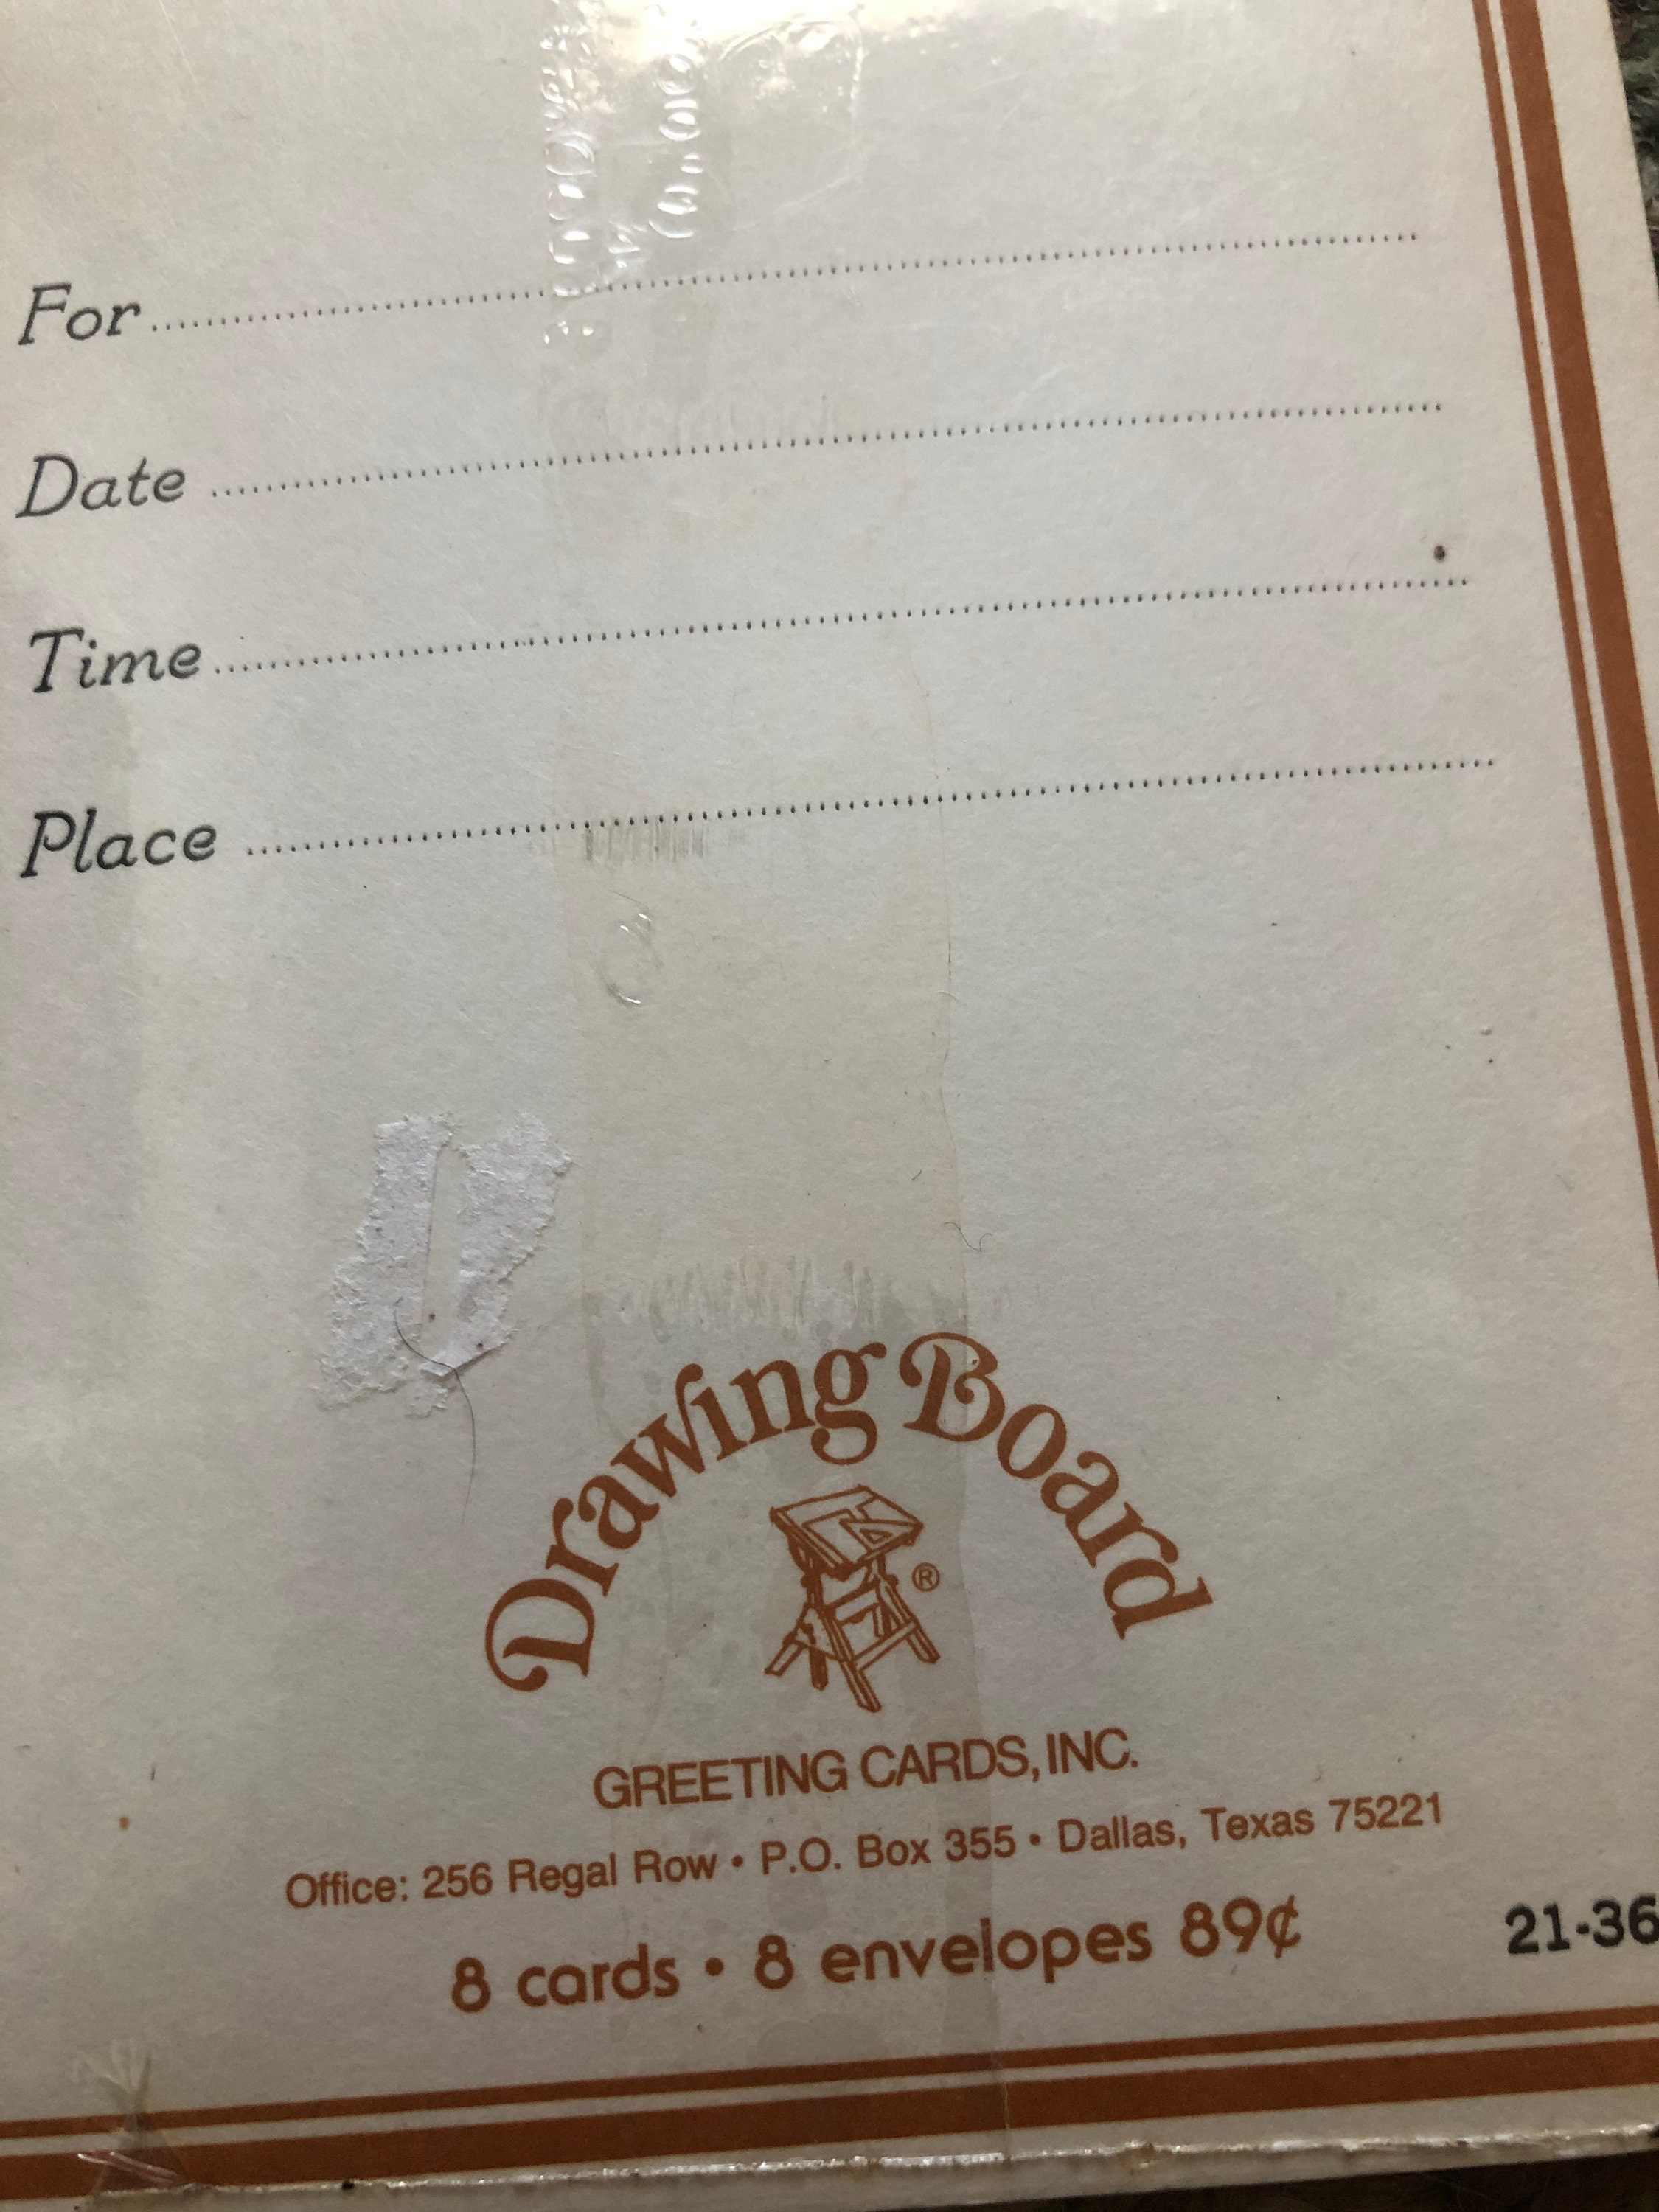 For
Date
Time
Place
Drawing Board
®
GREETING CARDS, INC.
Office: 256 Regal Row • P.O. Box 355 • Dallas, Texas 75221
8 cards • 8 envelopes 89¢
21-36